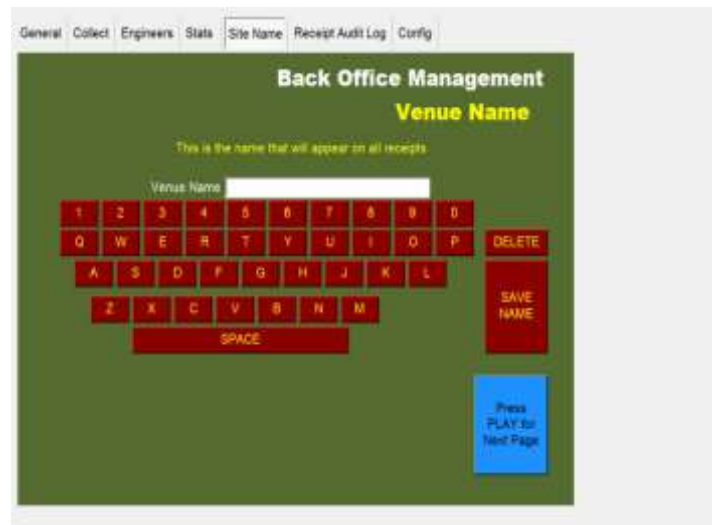 General Collect Engineers Stats Site Name Receipt Audit Log Config
Back Office Management
Venue Name
This is the name that will appear on all receipts
Venue Name
1 2 3 4 5 6 7 8 9 0
Q W E R T Y U I O P DELETE
A S D F G H J K L
SAVE
NAME
Z X C V B N M
SPACE
Press
PLAY for
Next Page